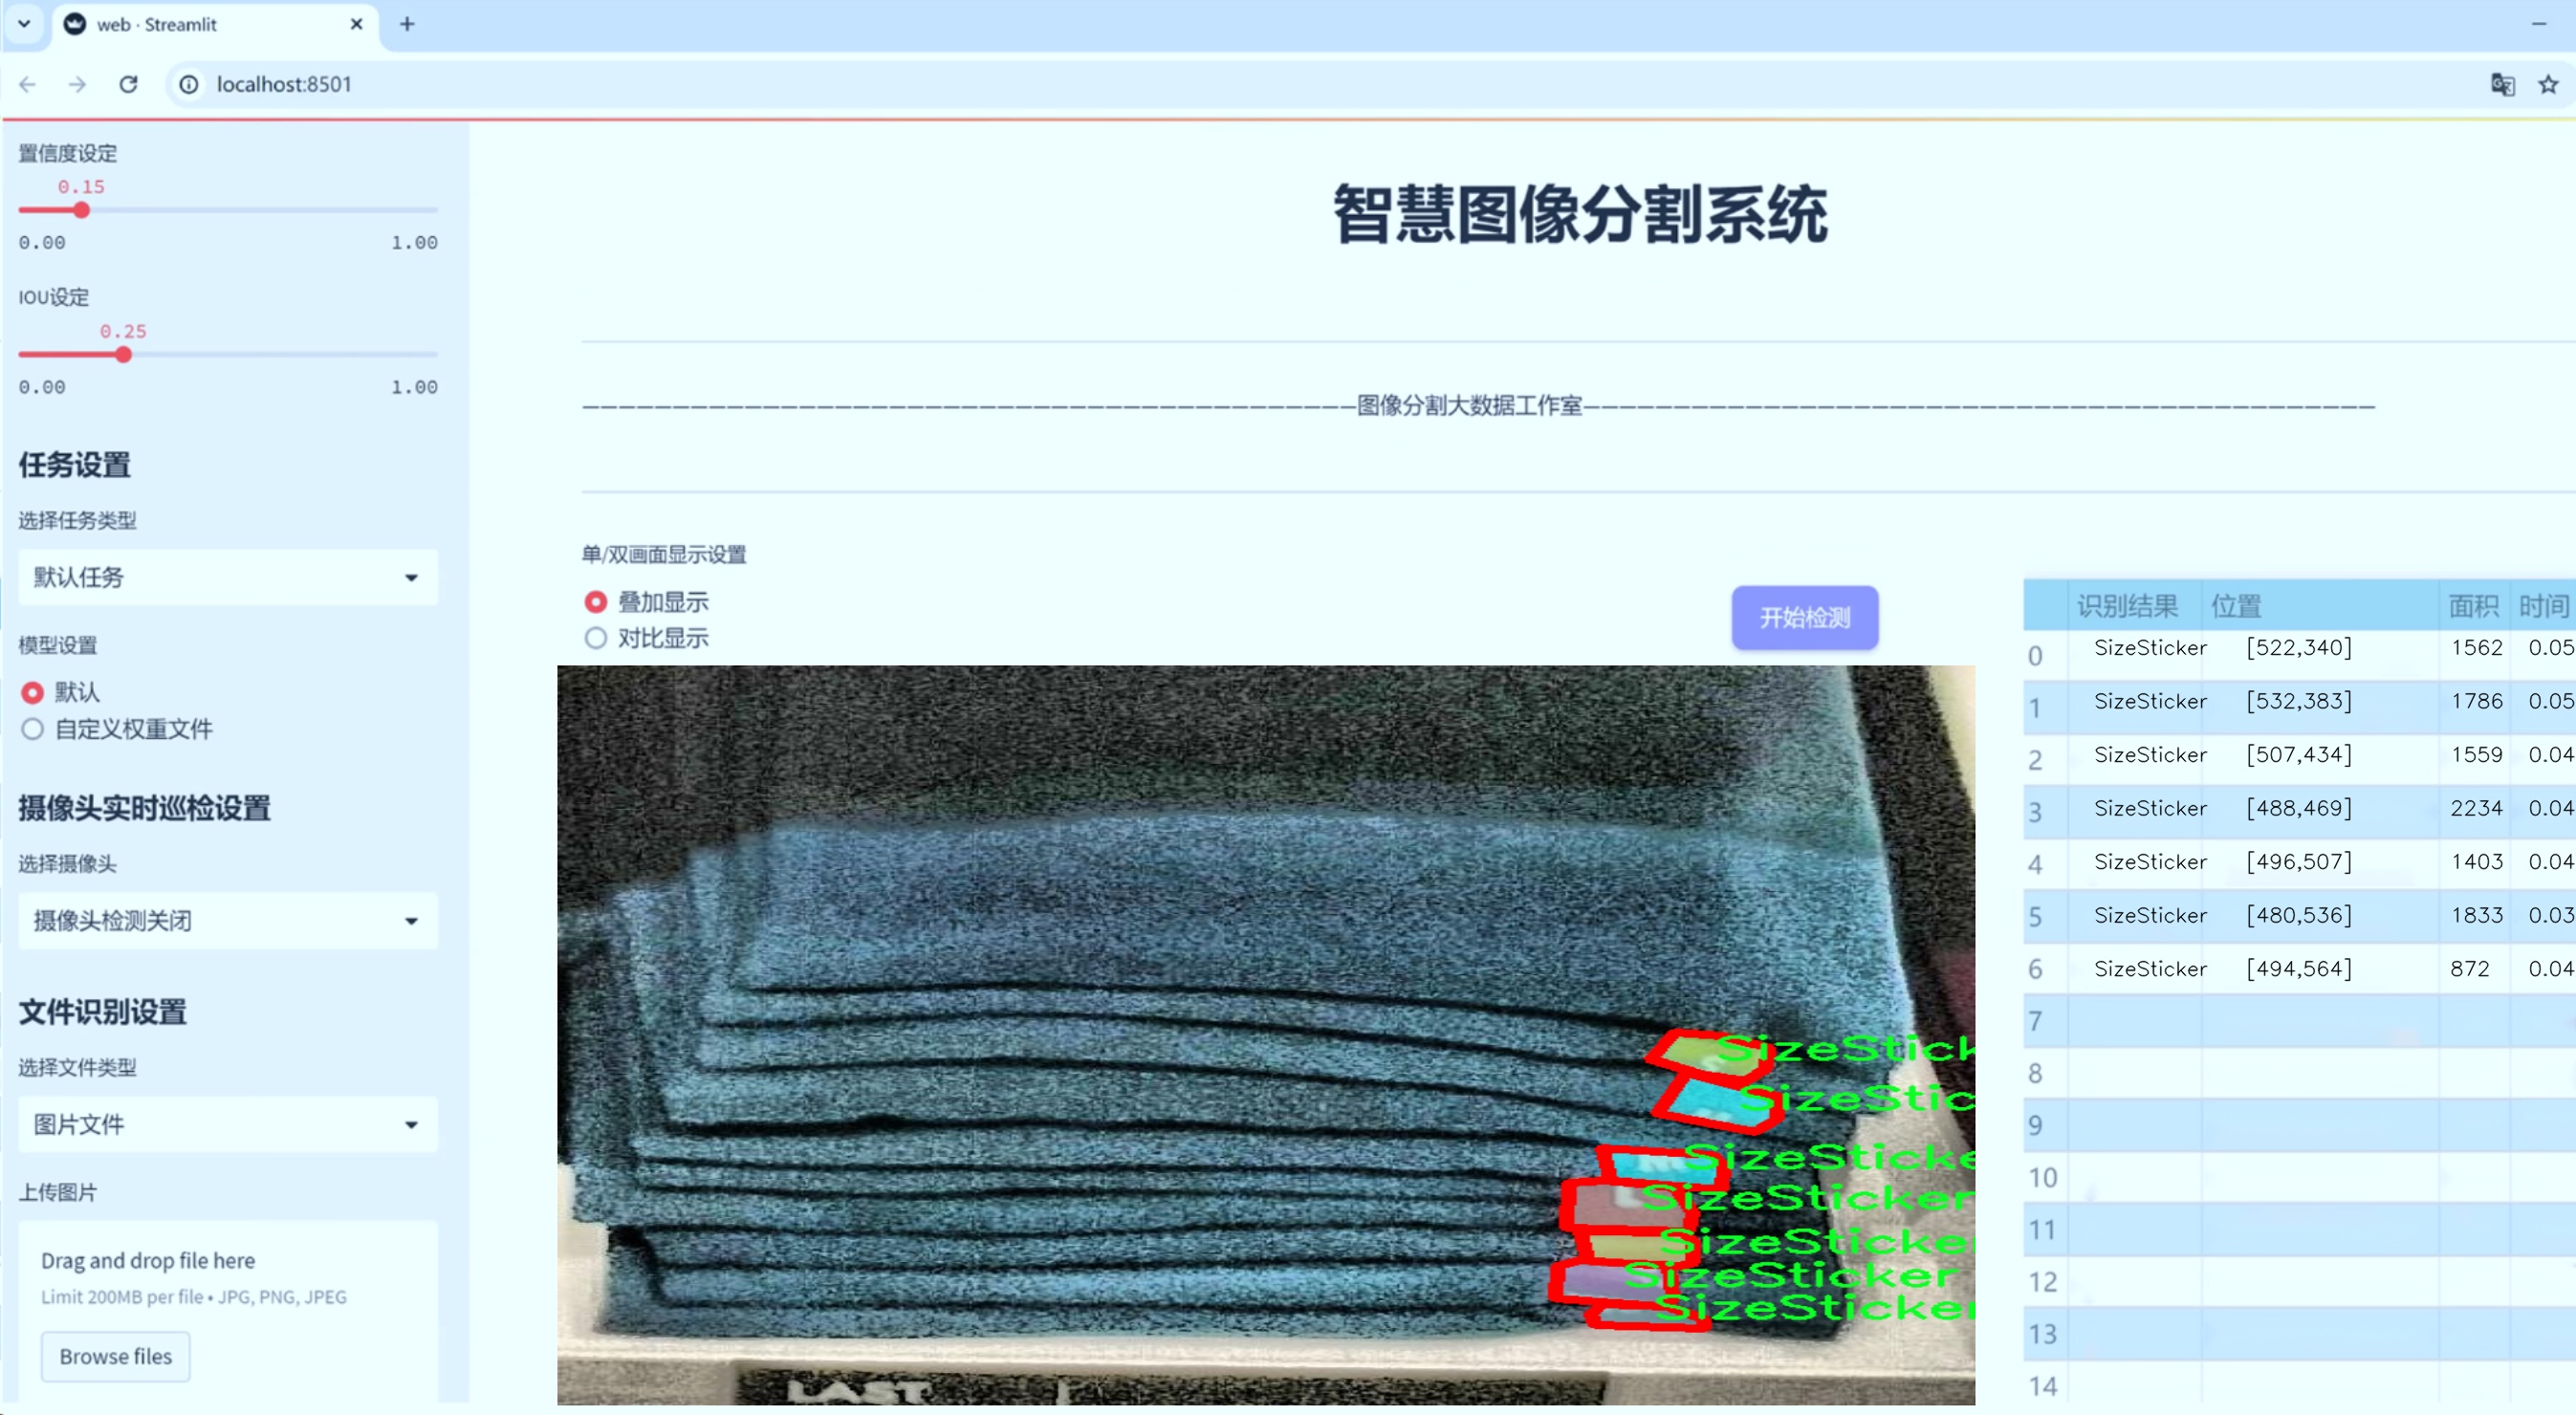 web · Streamlit
localhost:8501
置信度设定
0.15
0.00 1.00
IOU设定
0.25
0.00 1.00
任务设置
选择任务类型
默认任务
模型设置
默认
自定义权重文件
摄像头实时巡检设置
选择摄像头
摄像头检测关闭
文件识别设置
选择文件类型
图片文件
上传图片
Drag and drop file here
Limit 200MB per file • JPG, PNG, JPEG
Browse files
智慧图像分割系统
图像分割大数据工作室
单/双画面显示设置
叠加显示
对比显示
开始检测
SizeStick
SizeStic
SizeSticke
SizeSticker
SizeSticke
SizeSticker
SizeSticker
LAST
识别结果 位置 面积 时间
0 SizeSticker [522,340] 1562 0.05
1 SizeSticker [532,383] 1786 0.05
2 SizeSticker [507,434] 1559 0.04
3 SizeSticker [488,469] 2234 0.04
4 SizeSticker [496,507] 1403 0.04
5 SizeSticker [480,536] 1833 0.03
6 SizeSticker [494,564] 872 0.04
7
8
9
10
11
12
13
14